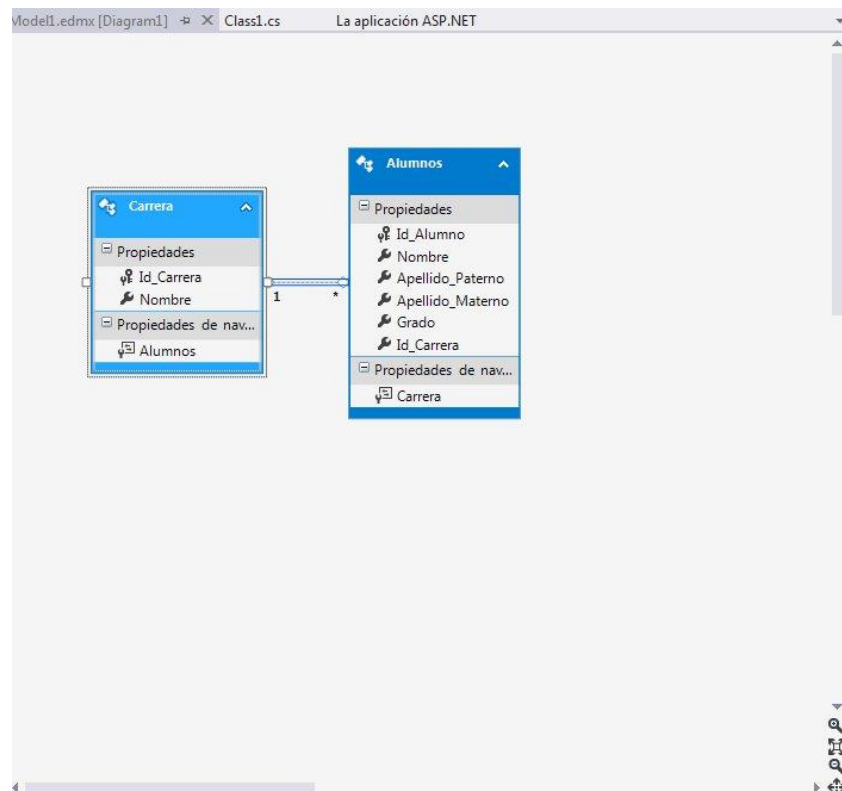 Model1.edmx [Diagram1] Class1.cs La aplicación ASP.NET
Carrera
Propiedades
Id_Carrera
Nombre
Propiedades de nav...
Alumnos
1 *
Alumnos
Propiedades
Id_Alumno
Nombre
Apellido_Paterno
Apellido_Materno
Grado
Id_Carrera
Propiedades de nav...
Carrera